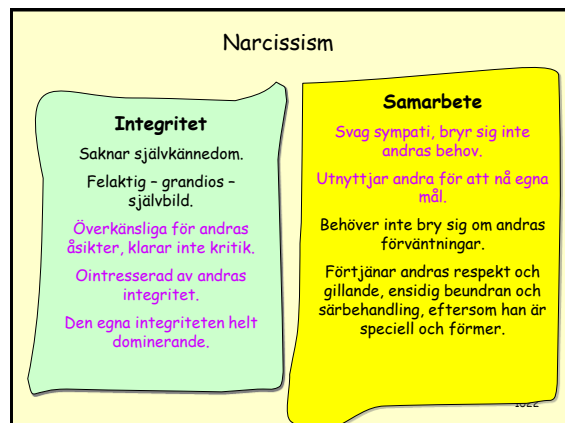 Narcissism
Integritet
Saknar självkännedom.
Felaktig – grandios –
självbild.
Överkänsliga för andras
åsikter, klarar inte kritik.
Ointresserad av andras
integritet.
Den egna integriteten helt
dominerande.
Samarbete
Svag sympati, bryr sig inte
andras behov.
Utnyttjar andra för att nå egna
mål.
Behöver inte bry sig om andras
förväntningar.
Förtjänar andras respekt och
gillande, ensidig beundran och
särbehandling, eftersom han är
speciell och förmer.